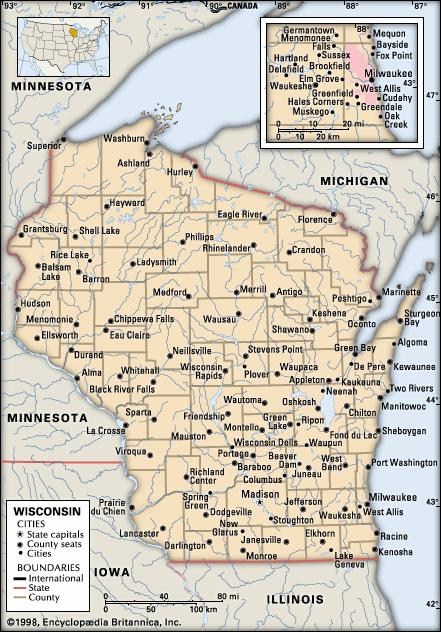 93°
92°
91°
90°
89°
CANADA
88°
87°
86°
88°
Germantown
Mequon
Menomonee
Falls
Bayside
Sussex
Fox Point
Hartland
Brookfield
Delafield
Milwaukee
43°
Elm Grove
Waukesha
West Allis
Greenfield
Cudahy
Hales Corners
Greendale
Muskego
Oak
Creek
0 10 20 mi
0 20 km
47°
MINNESOTA
Superior
Washburn
Ashland
Hurley
MICHIGAN
46°
Hayward
Eagle River
Florence
Grantsburg
Shell Lake
Phillips
Rhinelander
Crandon
Rice Lake
Balsam
Lake
Barron
Ladysmith
45°
Medford
Merrill
Antigo
Peshtigo
Marinette
Hudson
Menomonie
Chippewa Falls
Wausau
Keshena
Oconto
Sturgeon
Bay
Ellsworth
Eau Claire
Shawano
Algoma
Durand
Neillsville
Stevens Point
Green Bay
De Pere
Kewaunee
Alma
Whitehall
Wisconsin
Rapids
Plover
Waupaca
Appleton
Kaukauna
Two Rivers
Black River Falls
Neenah
44°
Manitowoc
MINNESOTA
Wautoma
Oshkosh
Chilton
Sparta
Friendship
Green
Lake
Ripon
La Crosse
Mauston
Montello
Fond du Lac
Sheboygan
Wisconsin Dells
Waupun
Viroqua
Portage
Beaver
Dam
West
Bend
Port Washington
Baraboo
Juneau
Richland
Center
Columbus
Prairie
du Chien
Spring
Green
Madison
Milwaukee
43°
Jefferson
West Allis
Dodgeville
Waukesha
Lancaster
New
Glarus
Stoughton
Racine
Darlington
Janesville
Elkhorn
Monroe
Lake
Geneva
Kenosha
WISCONSIN
CITIES
State capitals
County seats
Cities
BOUNDARIES
International
State
County
IOWA
0 40 80 mi
0 40 80 km
ILLINOIS
42°
©1998, Encyclopædia Britannica, Inc.